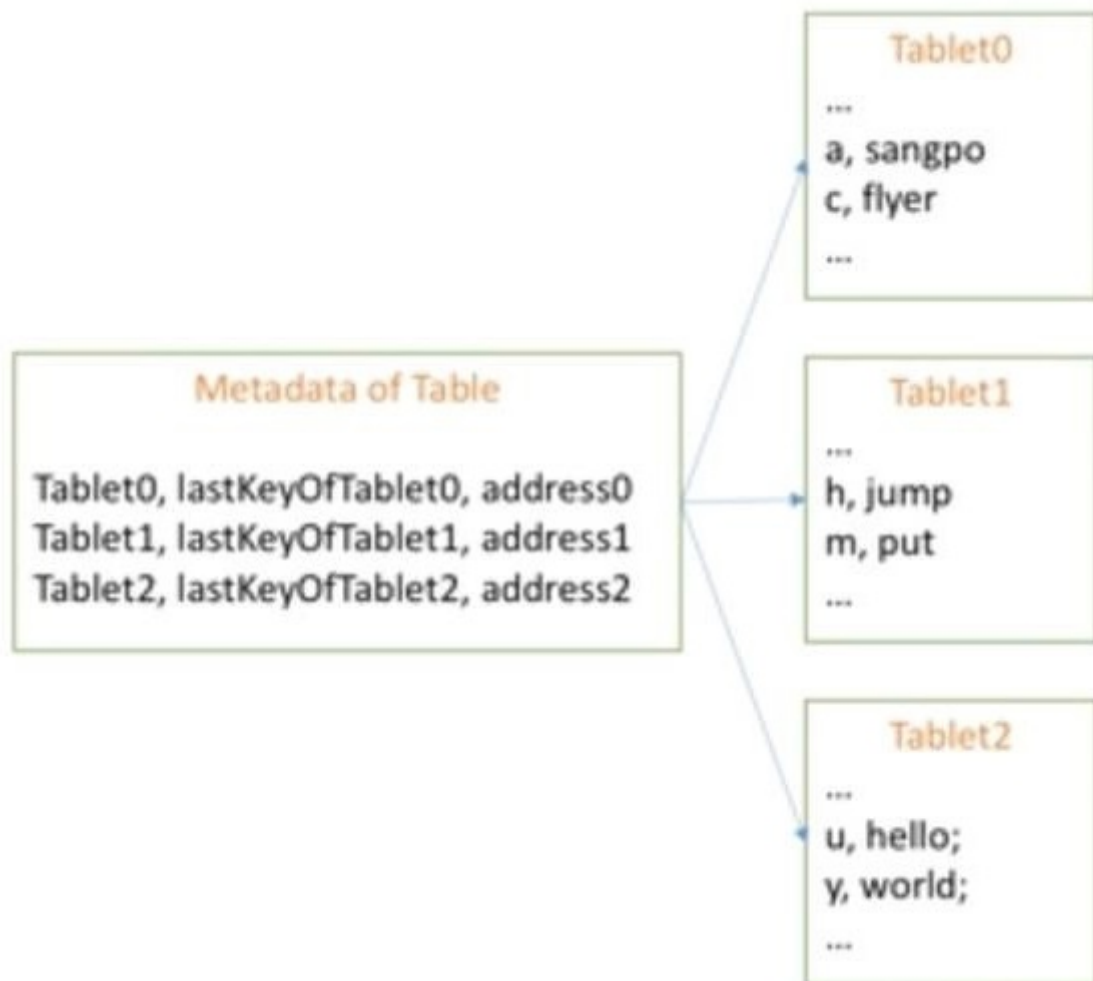 Tablet0
...
a, sangpo
c, flyer
...
Metadata of Table
Tablet0, lastKeyOfTablet0, address0
Tablet1, lastKeyOfTablet1, address1
Tablet2, lastKeyOfTablet2, address2
Tablet1
...
h, jump
m, put
...
Tablet2
...
u, hello;
y, world;
...